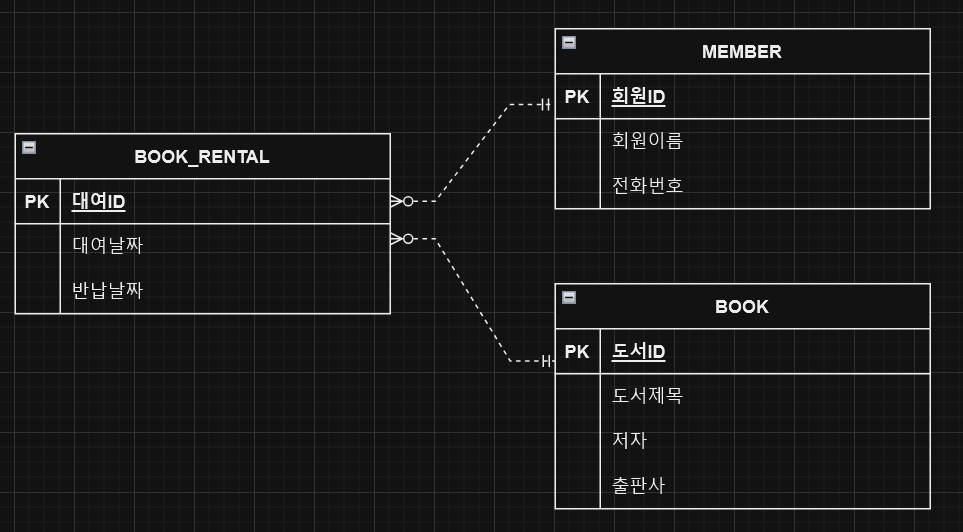 MEMBER
PK 회원ID
회원이름
전화번호
BOOK_RENTAL
PK 대여ID
대여날짜
반납날짜
BOOK
PK 도서ID
도서제목
저자
출판사